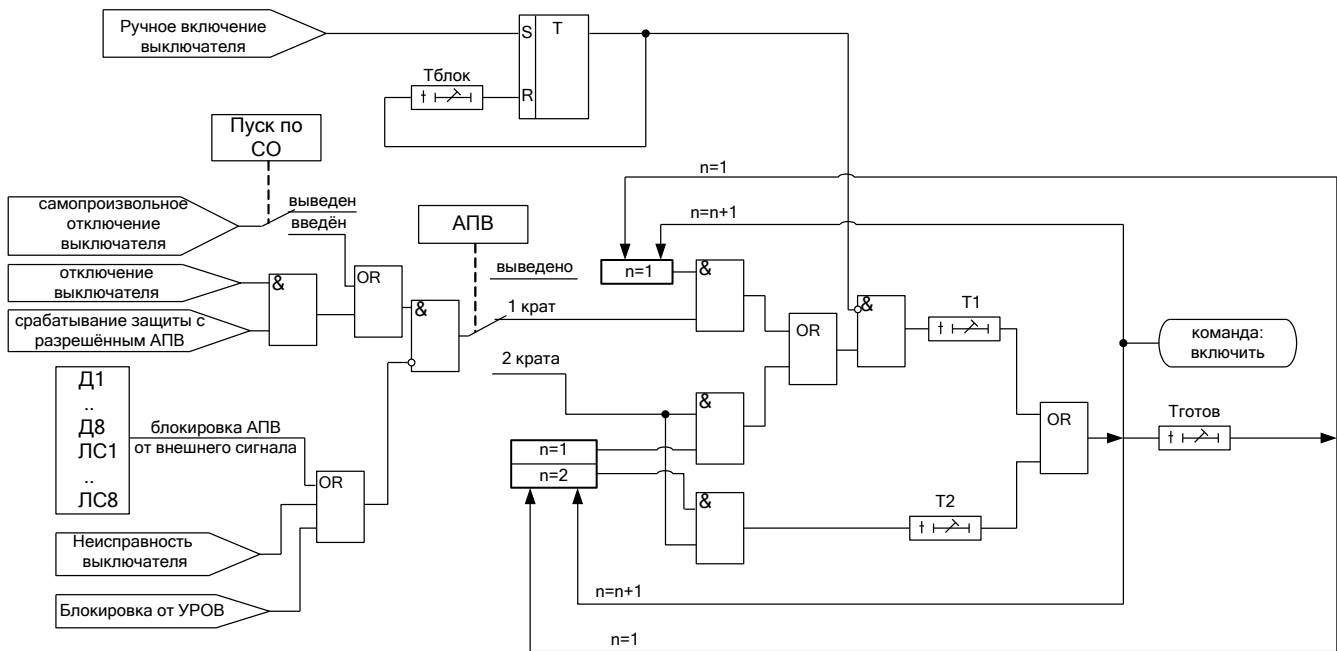 Ручное включение
выключателя
S
T
R
Тблок
t
Пуск по
СО
самопроизвольное
отключение
выключателя
выведен
введён
отключение
выключателя
срабатывание защиты с
разрешённым АПВ
&
OR
&
АПВ
выведено
1 крат
2 крата
Д1
..
Д8
ЛС1
..
ЛС8
блокировка АПВ
от внешнего сигнала
OR
Неисправность
выключателя
Блокировка от УРОВ
n=1
n=n+1
n=1
&
OR
&
T1
t
n=1
n=2
&
&
T2
t
OR
команда:
включить
Тготов
t
n=n+1
n=1